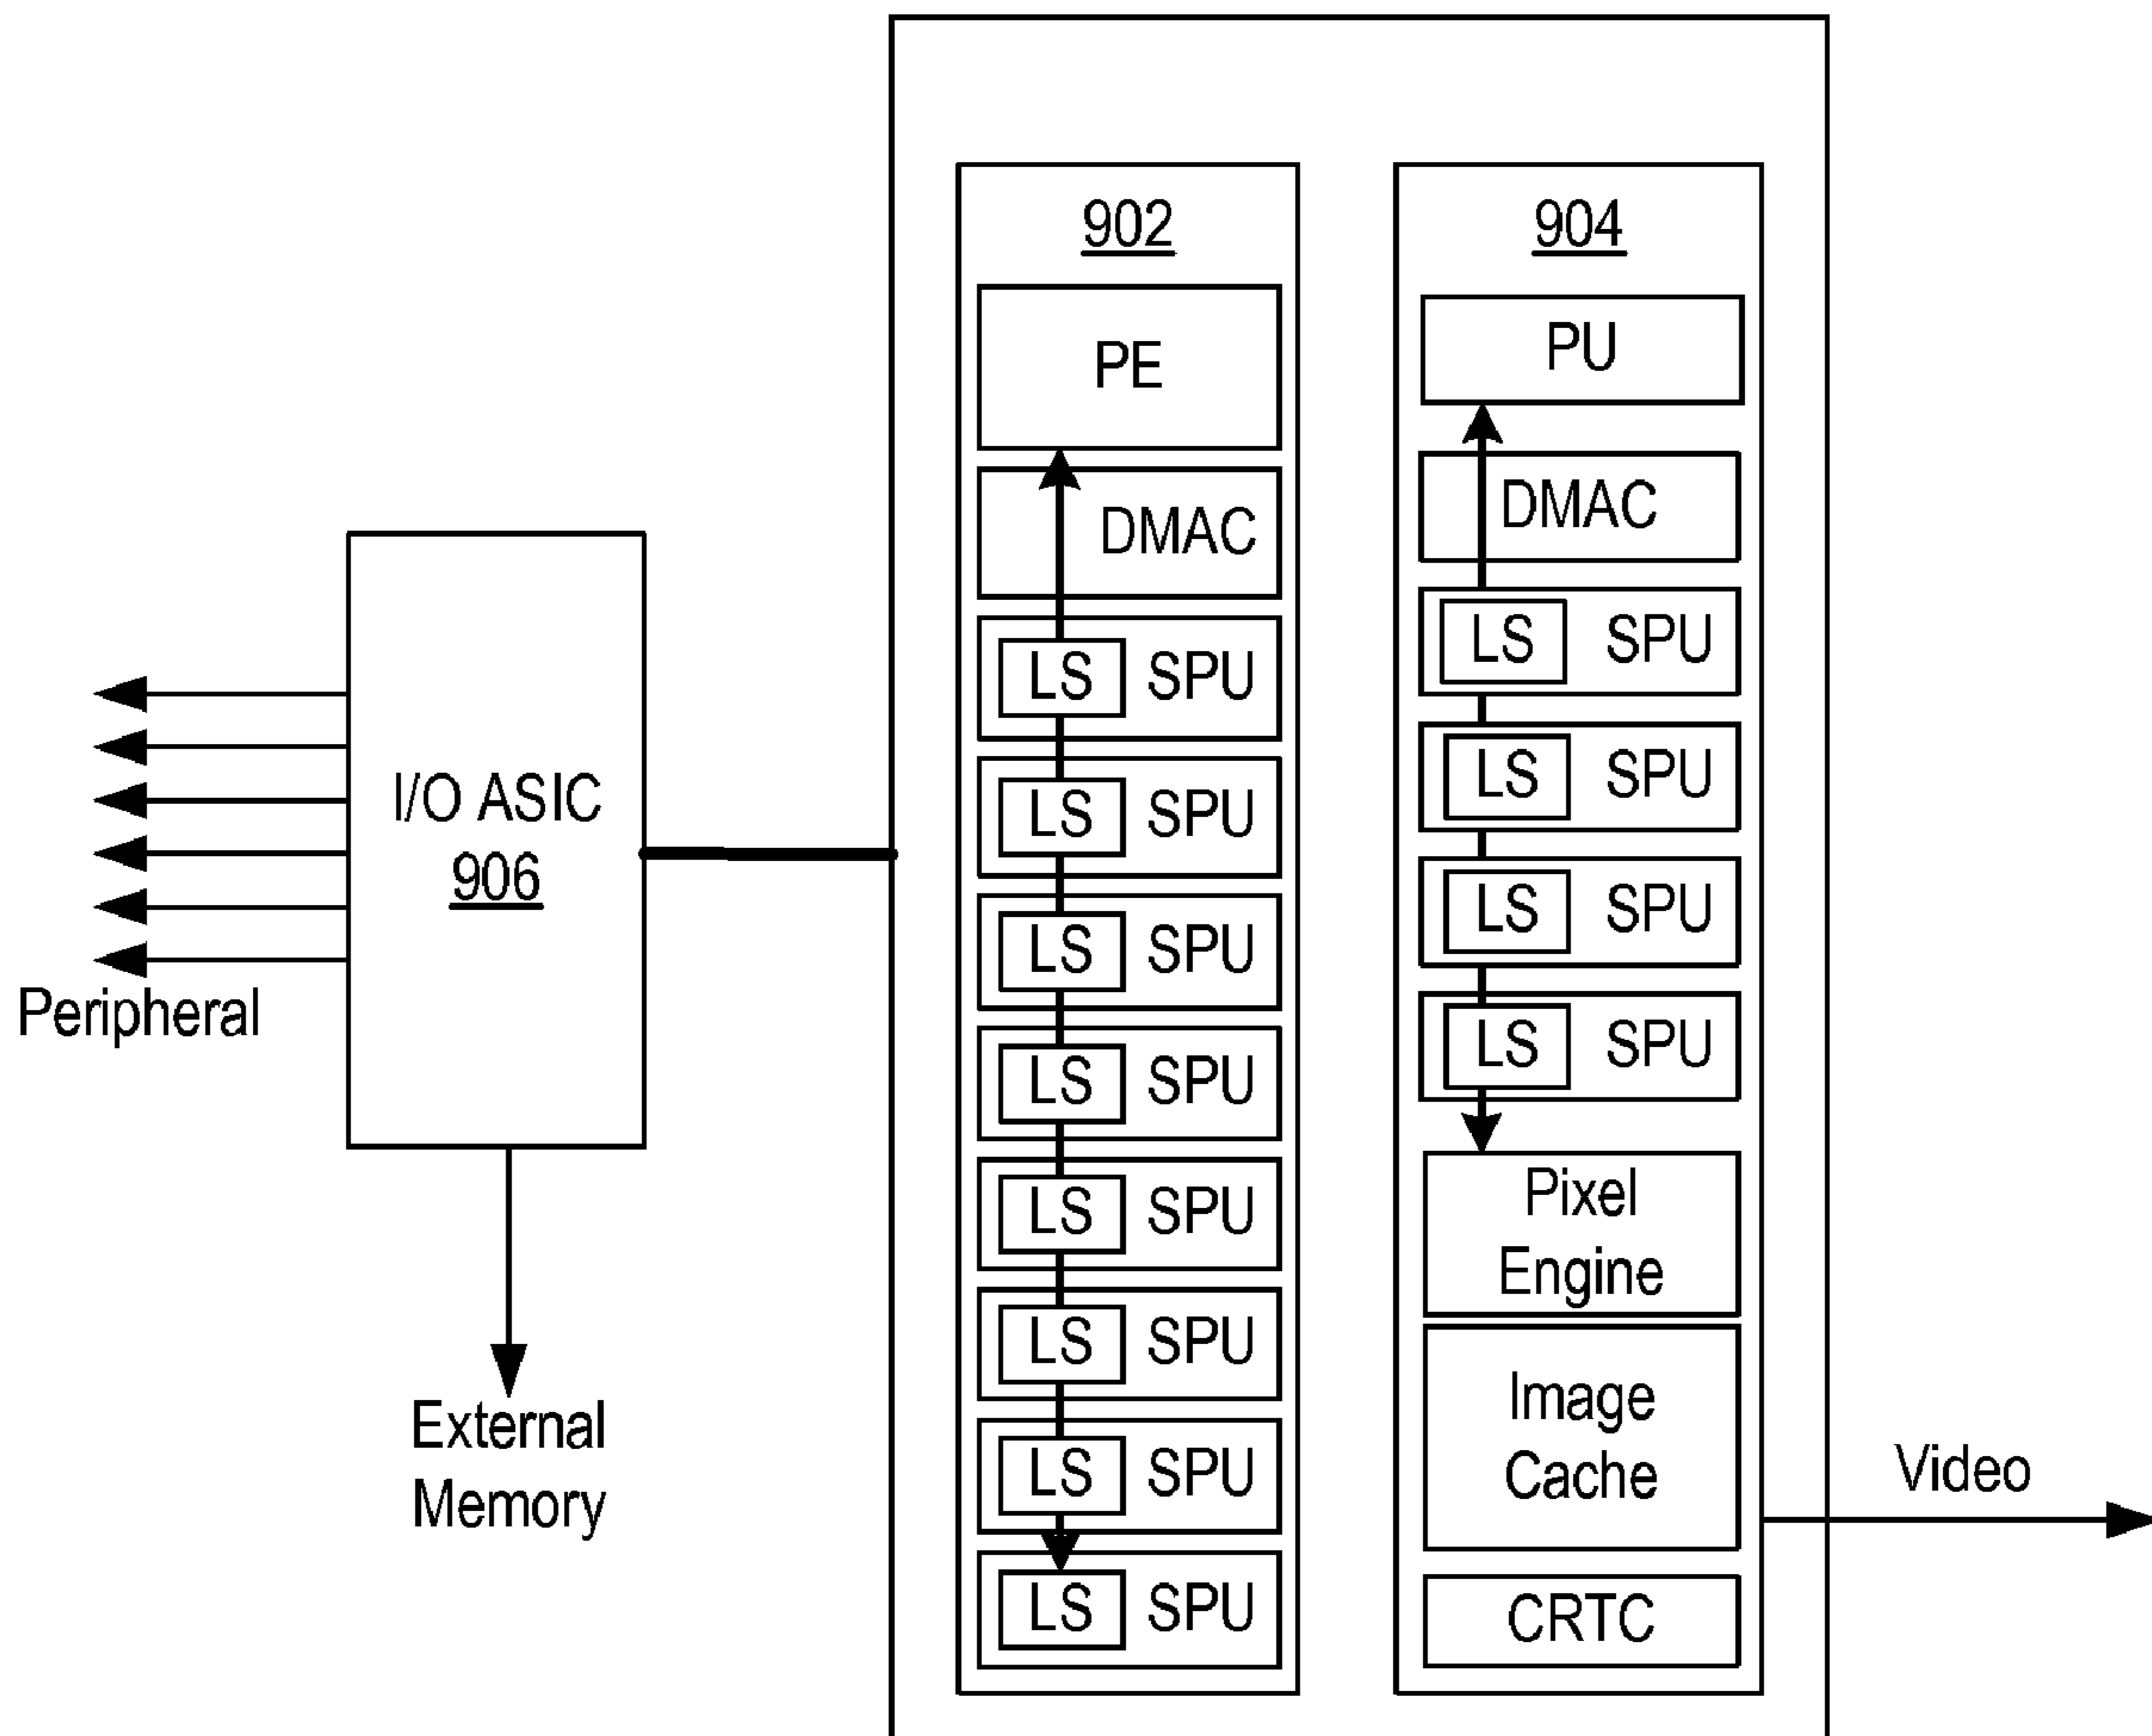 902
904
PE
PU
DMAC
DMAC
LS SPU
LS SPU
LS SPU
LS SPU
LS SPU
LS SPU
LS SPU
LS SPU
LS SPU
LS SPU
LS SPU
LS SPU
Pixel
Engine
Image
Cache
CRTC
I/O ASIC
906
Peripheral
External
Memory
Video